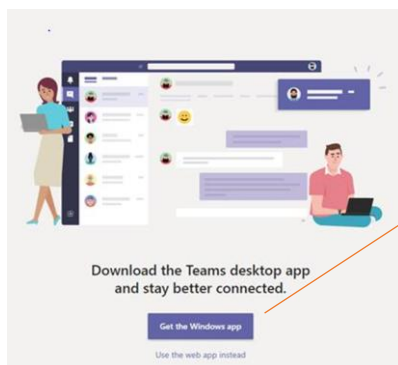 Download the Teams desktop app
and stay better connected.
Get the Windows app
Use the web app instead